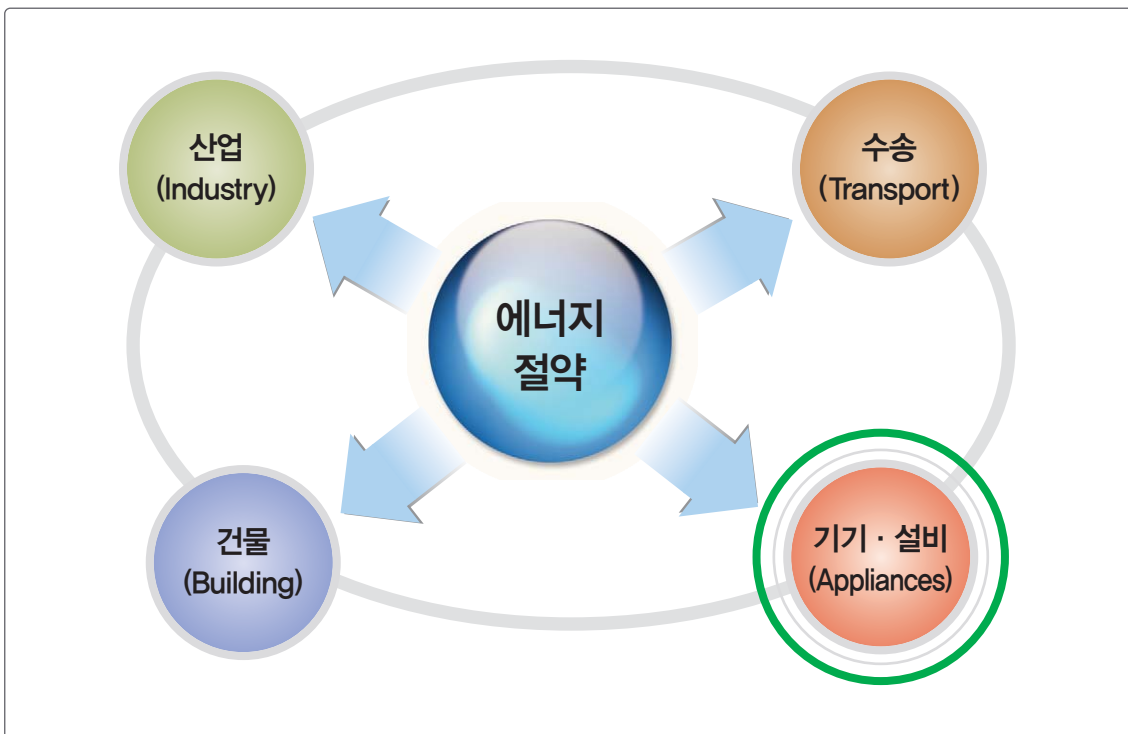 산업
(Industry)
수송
(Transport)
에너지
절약
건물
(Building)
기기 · 설비
(Appliances)